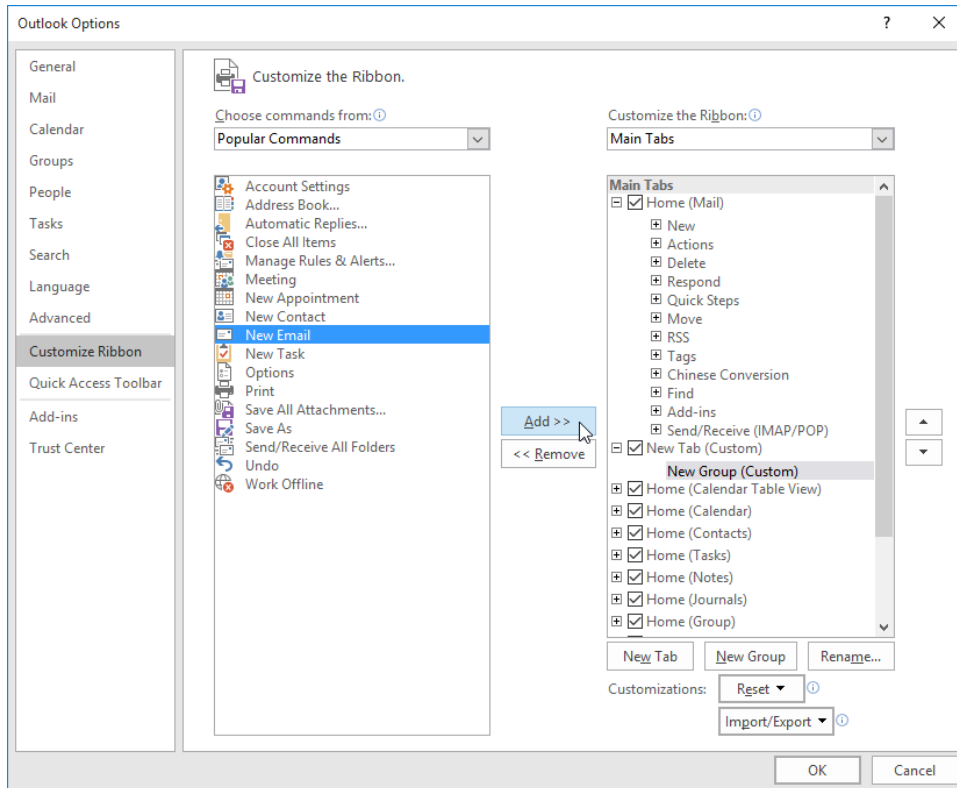 Outlook Options
?
General
Mail
Calendar
Groups
People
Tasks
Search
Language
Advanced
Customize Ribbon
Quick Access Toolbar
Add-ins
Trust Center
Customize the Ribbon.
Choose commands from:
Popular Commands
Account Settings
Address Book...
Automatic Replies...
Close All Items
Manage Rules & Alerts...
Meeting
New Appointment
New Contact
New Email
New Task
Options
Print
Save All Attachments...
Save As
Send/Receive All Folders
Undo
Work Offline
Add >>
<< Remove
Customize the Ribbon:
Main Tabs
Main Tabs
Home (Mail)
New
Actions
Delete
Respond
Quick Steps
Move
RSS
Tags
Chinese Conversion
Find
Add-ins
Send/Receive (IMAP/POP)
New Tab (Custom)
New Group (Custom)
Home (Calendar Table View)
Home (Calendar)
Home (Contacts)
Home (Tasks)
Home (Notes)
Home (Journals)
Home (Group)
New Tab
New Group
Rename...
Customizations:
Reset
Import/Export
OK
Cancel